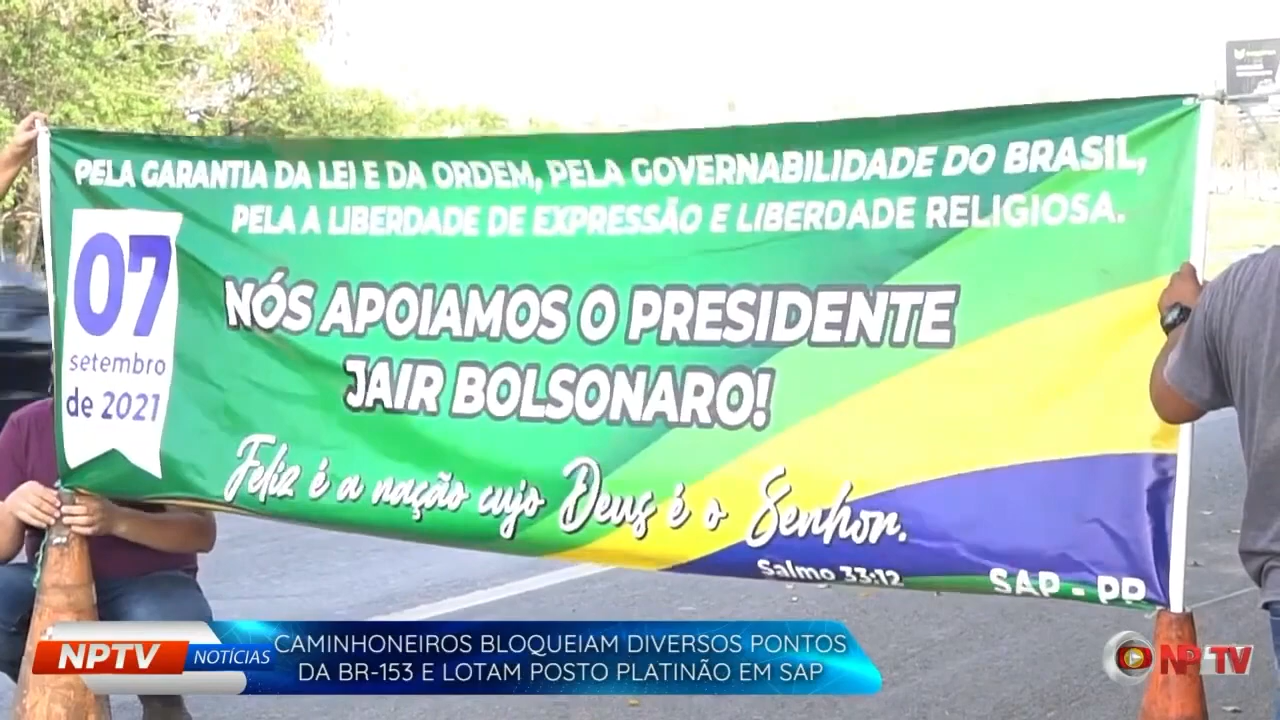 PELA GARANTIA DA LEI E DA ORDEM, PELA GOVERNABILIDADE DO BRASIL,
PELA A LIBERDADE DE EXPRESSÃO E LIBERDADE RELIGIOSA.
07
setembro
de 2021
NÓS APOIAMOS O PRESIDENTE
JAIR BOLSONARO!
Feliz é a nação cujo Deus é o Senhor.
Salmo 33:12
SAP - PR
NPTV NOTÍCIAS
CAMINHONEIROS BLOQUEIAM DIVERSOS PONTOS
DA BR-153 E LOTAM POSTO PLATINÃO EM SAP
NPTV